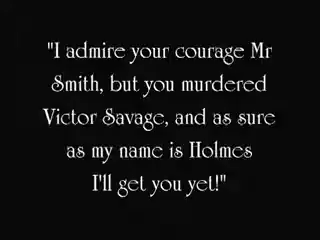 "I admire your courage Mr
Smith, but you murdered
Victor Savage, and as sure
as my name is Holmes
I'll get you yet!"